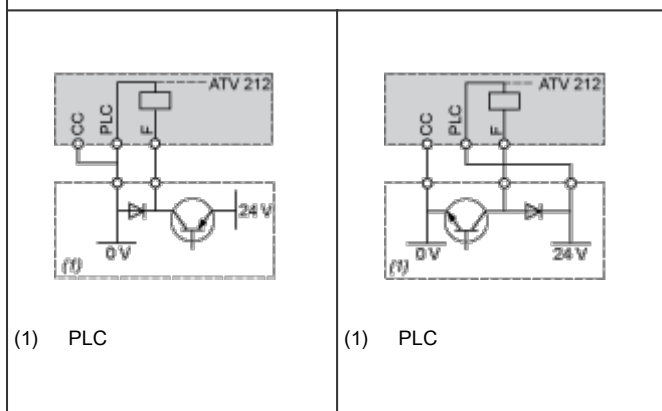 ATV 212
CC
PLC
F
24 V
0 V
(1)
(1) PLC
ATV 212
CC
PLC
F
0 V
24 V
(1)
(1) PLC